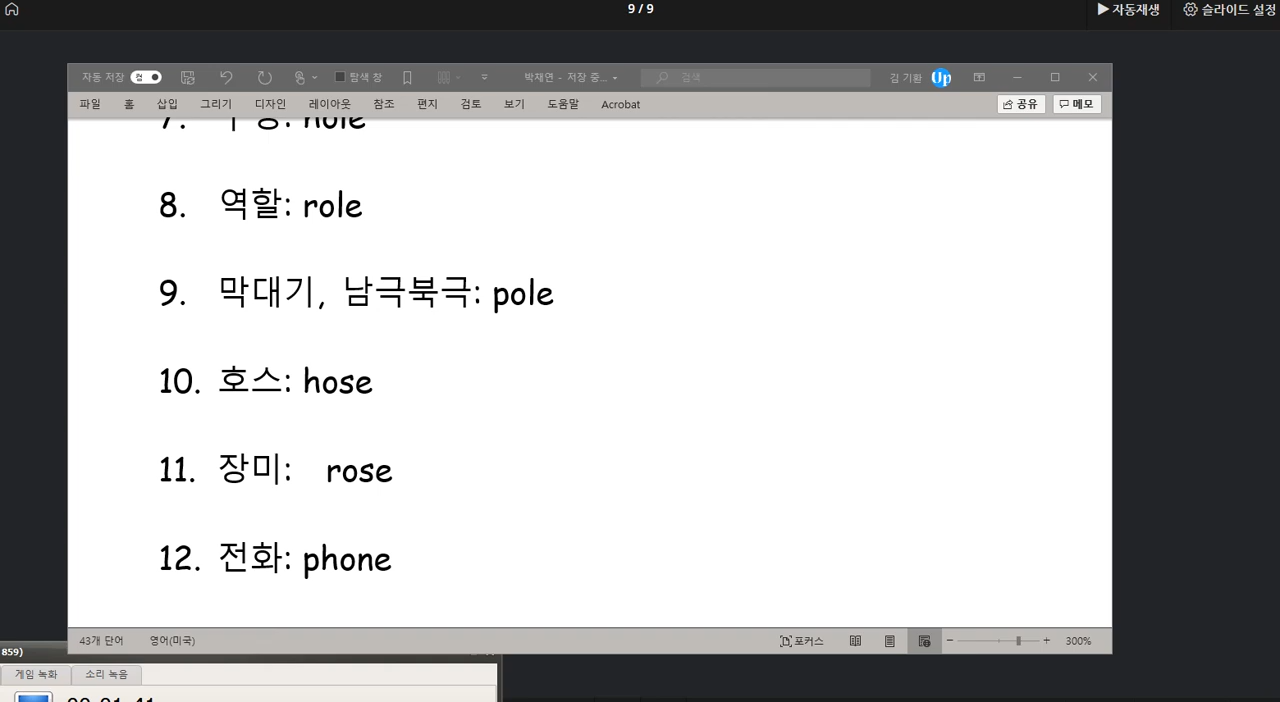 9 / 9
자동재생
슬라이드 설정
자동 저장 탐색 창 박재연 - 저장 중... 검색 김 기환 Up
파일 홈 삽입 그리기 디자인 레이아웃 참조 편지 검토 보기 도움말 Acrobat 공유 메모
7. hole
8. 역할: role
9. 막대기, 남극북극: pole
10. 호스: hose
11. 장미: rose
12. 전화: phone
43개 단어 영어(미국) 포커스 300%
859)
게임 녹화 소리 녹음